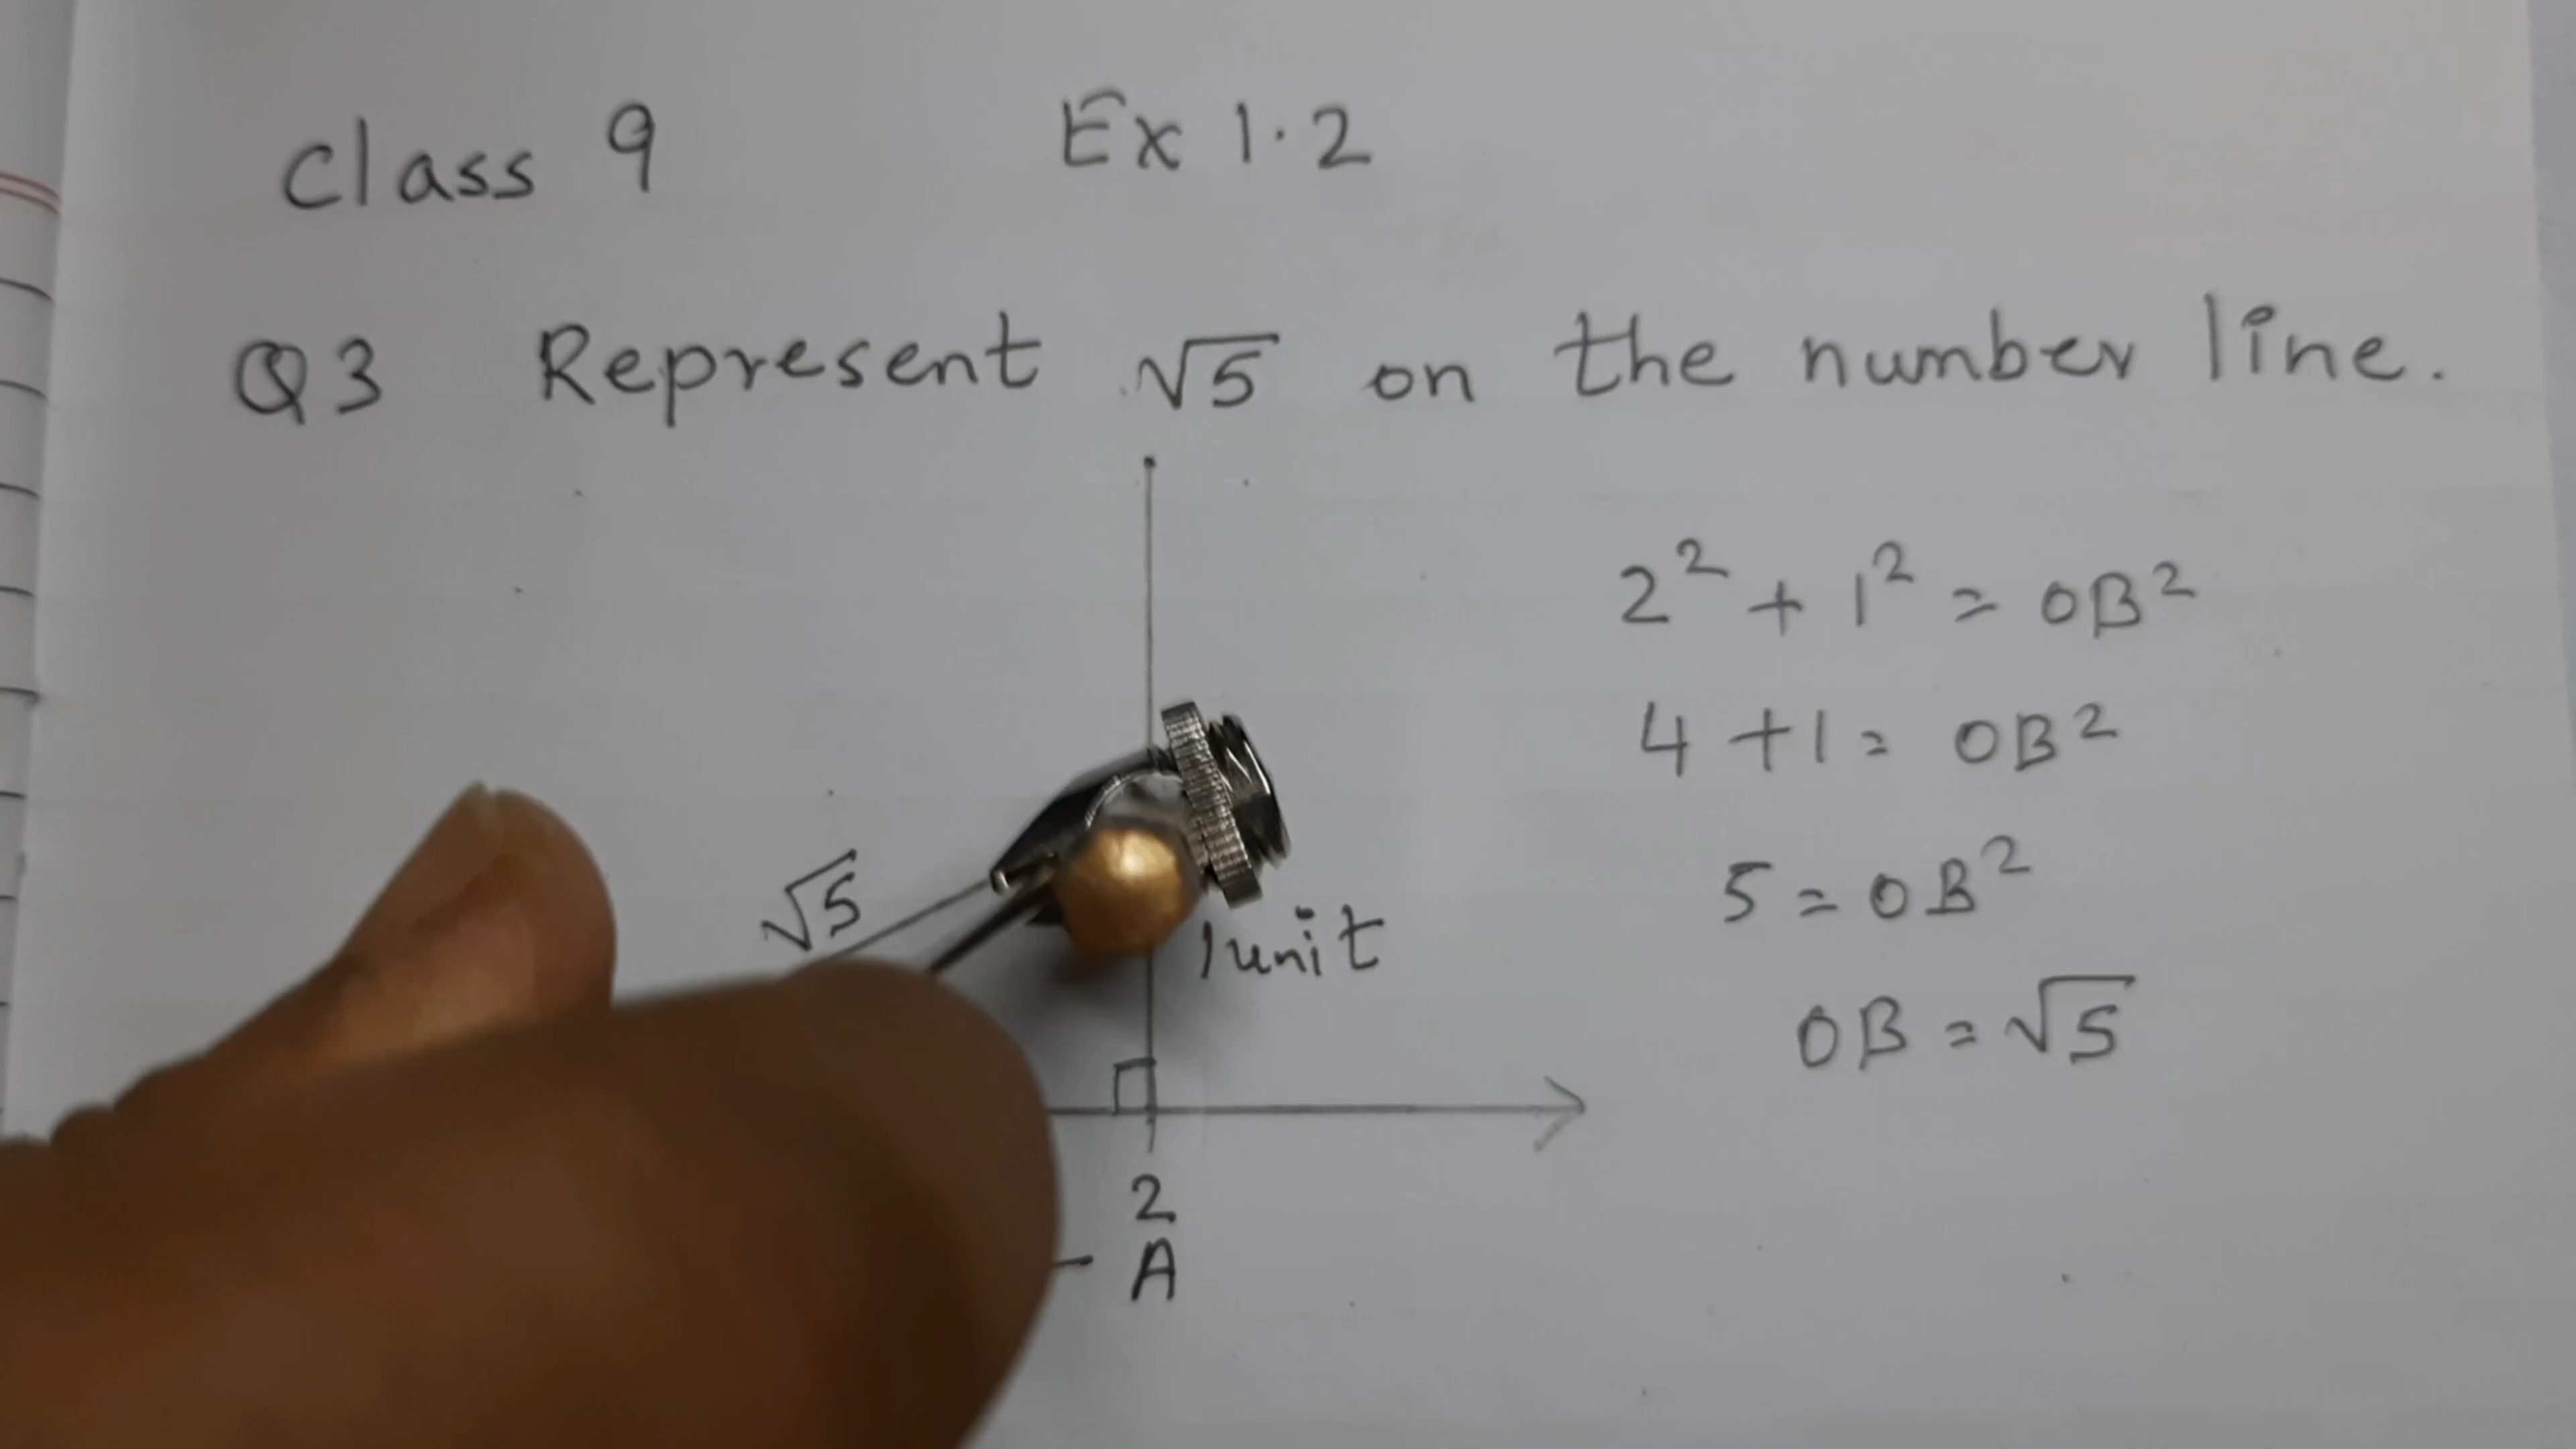 Class 9 Ex 1.2
Q3 Represent √5 on the number line.
2² + 1² = OB²
4 + 1 = OB²
5 = OB²
√5
1 unit
OB = √5
2
A